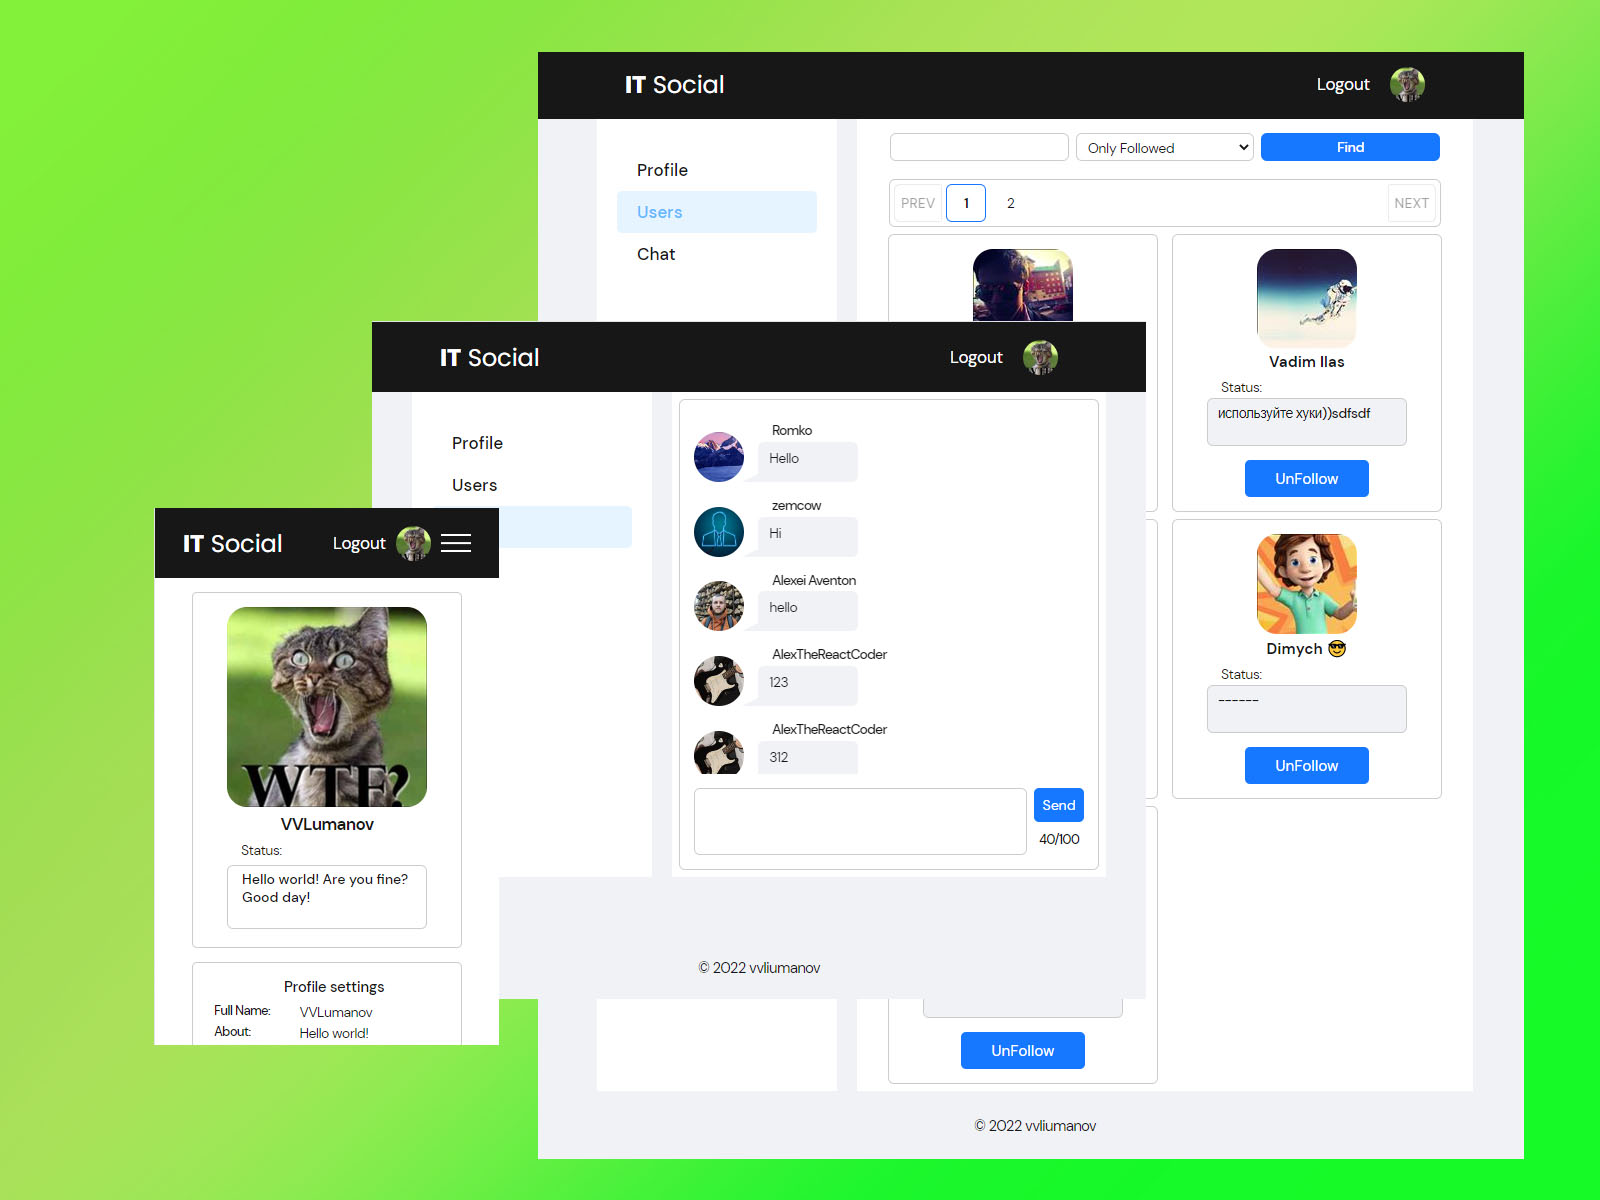 IT Social
Logout
Profile
Users
Chat
Only Followed
Find
PREV
1
2
NEXT
Vadim Ilas
Status:
используйте хуки))sdfsdf
UnFollow
Dimych 😎
Status:
------
UnFollow
UnFollow
© 2022 vvliumanov
IT Social
Logout
Profile
Users
Romko
Hello
zemcow
Hi
Alexei Aventon
hello
AlexTheReactCoder
123
AlexTheReactCoder
312
Send
40/100
© 2022 vvliumanov
IT Social
Logout
WTF?
VVLumanov
Status:
Hello world! Are you fine?
Good day!
Profile settings
Full Name: VVLumanov
About: Hello world!